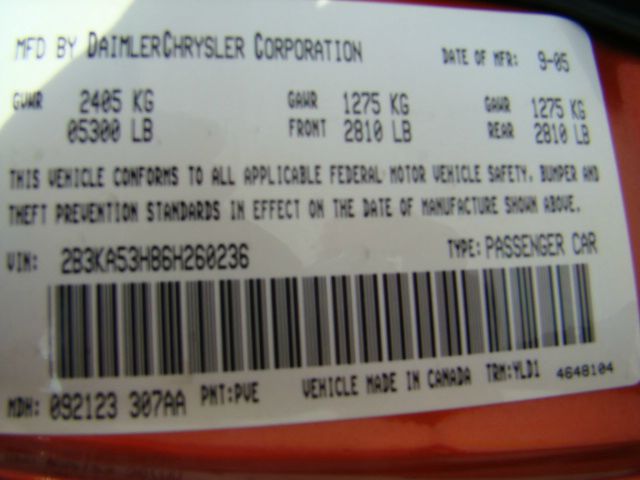 MFD BY DAIMLERCHRYSLER CORPORATION DATE OF MFR: 9-05
GVWR 2405 KG GAWR 1275 KG GAWR 1275 KG
05300 LB FRONT 2810 LB REAR 2810 LB
THIS VEHICLE CONFORMS TO ALL APPLICABLE FEDERAL MOTOR VEHICLE SAFETY, BUMPER AND
THEFT PREVENTION STANDARDS IN EFFECT ON THE DATE OF MANUFACTURE SHOWN ABOVE.
VIN: 2B3KA53H86H260236 TYPE: PASSENGER CAR
MDH: 092123 307AA PNT: PVE VEHICLE MADE IN CANADA TRM: YLD1 4648104